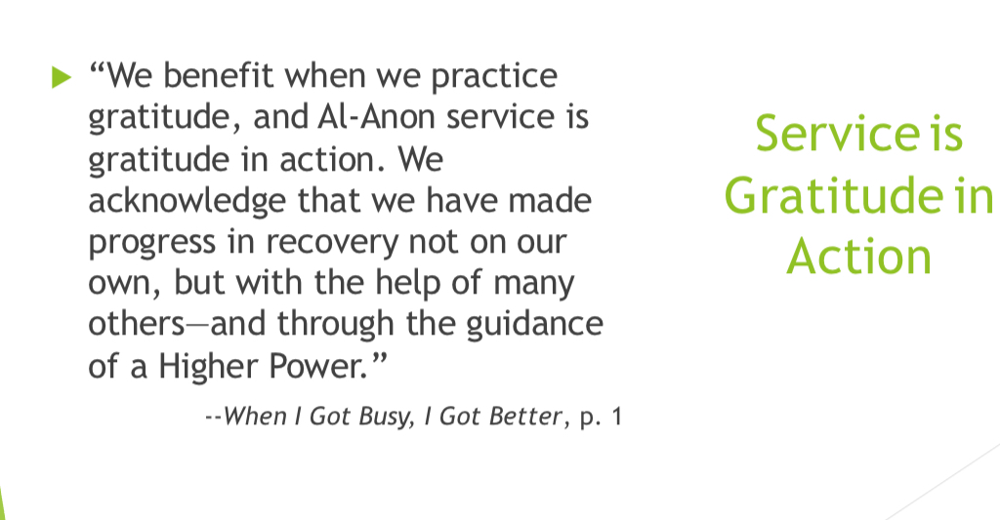 “We benefit when we practice
gratitude, and Al-Anon service is
gratitude in action. We
acknowledge that we have made
progress in recovery not on our
own, but with the help of many
others—and through the guidance
of a Higher Power.”
--When I Got Busy, I Got Better, p. 1
Service is
Gratitude in
Action